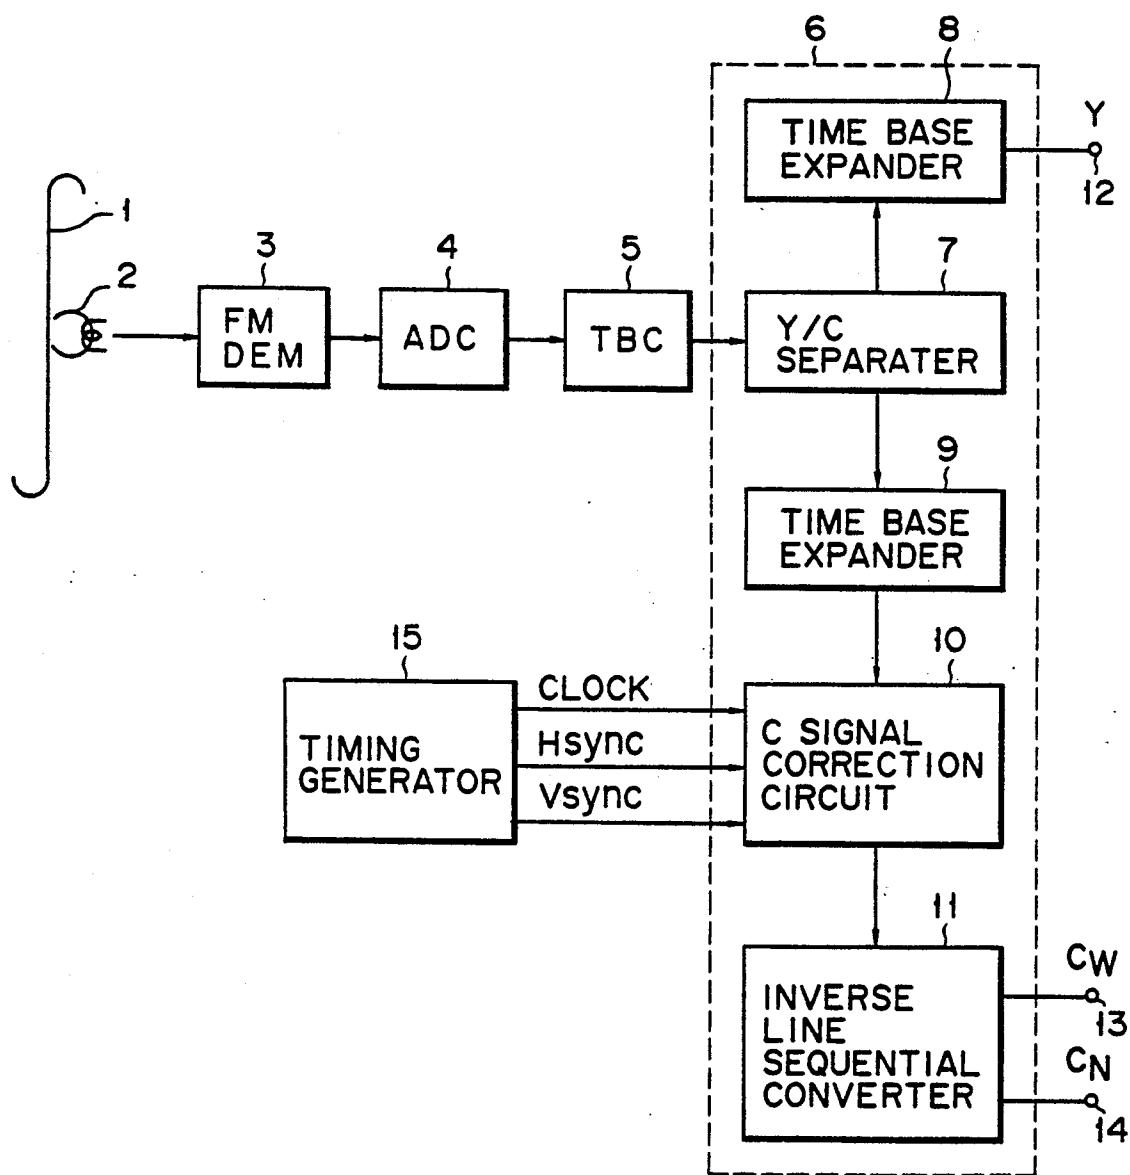 6
8
TIME BASE
EXPANDER
Y
12
1
2
3
FM
DEM
4
ADC
5
TBC
7
Y/C
SEPARATER
9
TIME BASE
EXPANDER
15
TIMING
GENERATOR
CLOCK
Hsync
Vsync
10
C SIGNAL
CORRECTION
CIRCUIT
11
INVERSE
LINE
SEQUENTIAL
CONVERTER
CW
13
CN
14